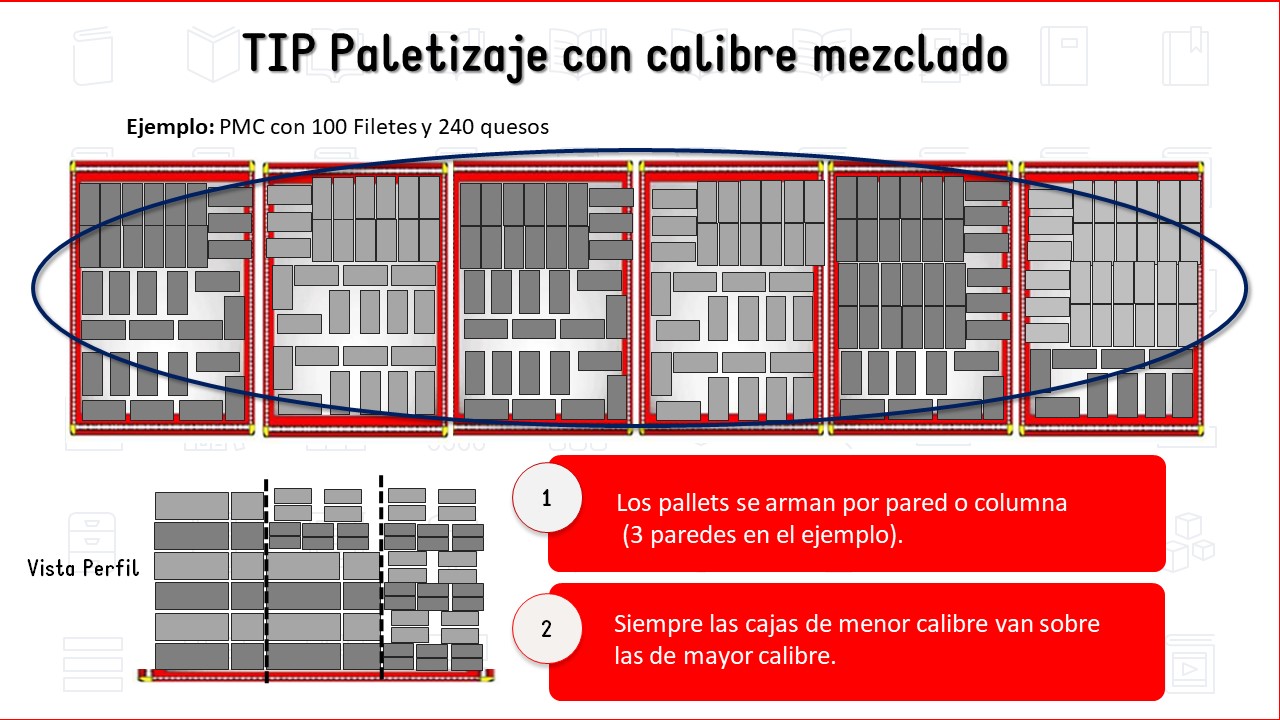 TIP Paletizaje con calibre mezclado
Ejemplo: PMC con 100 Filetes y 240 quesos
Vista Perfil
1
Los pallets se arman por pared o columna
(3 paredes en el ejemplo).
2
Siempre las cajas de menor calibre van sobre
las de mayor calibre.